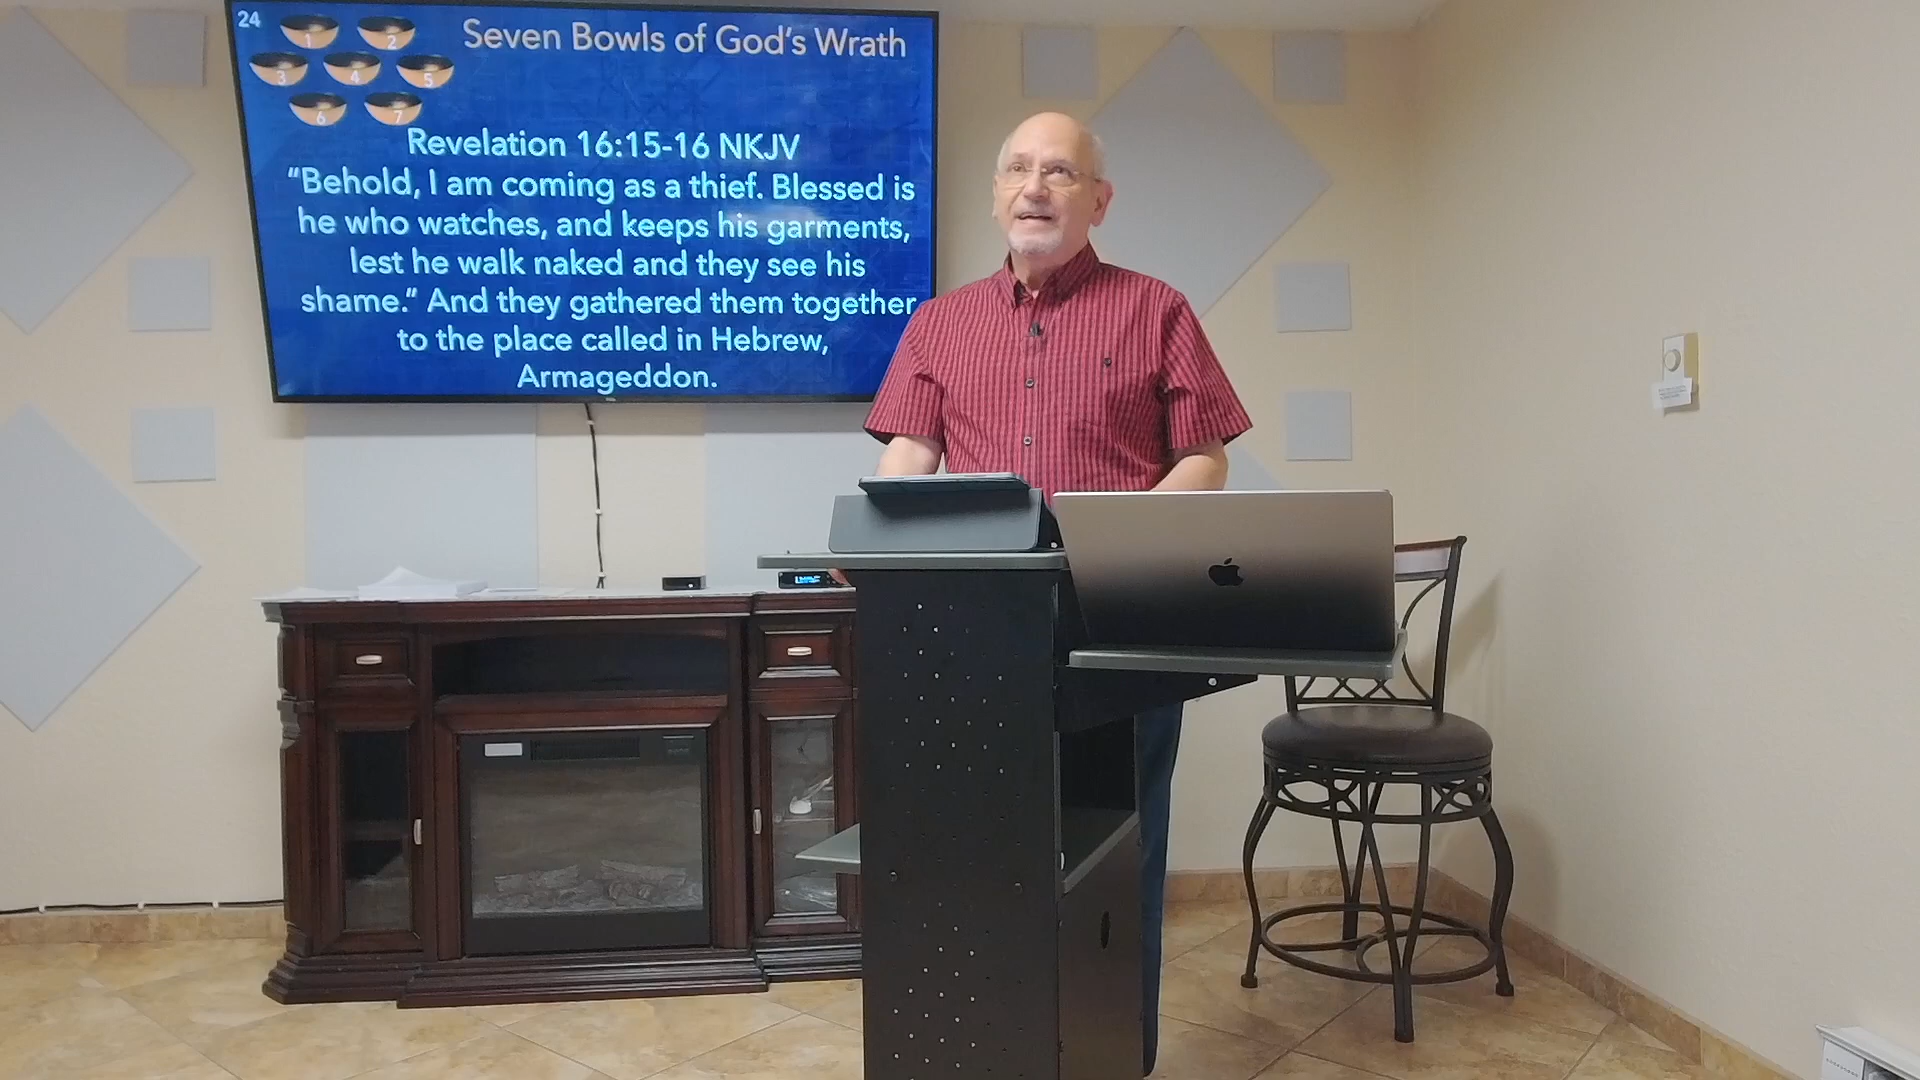 24
Seven Bowls of God's Wrath
1 2
3 4 5
6 7
Revelation 16:15-16 NKJV
“Behold, I am coming as a thief. Blessed is
he who watches, and keeps his garments,
lest he walk naked and they see his
shame.” And they gathered them together
to the place called in Hebrew,
Armageddon.